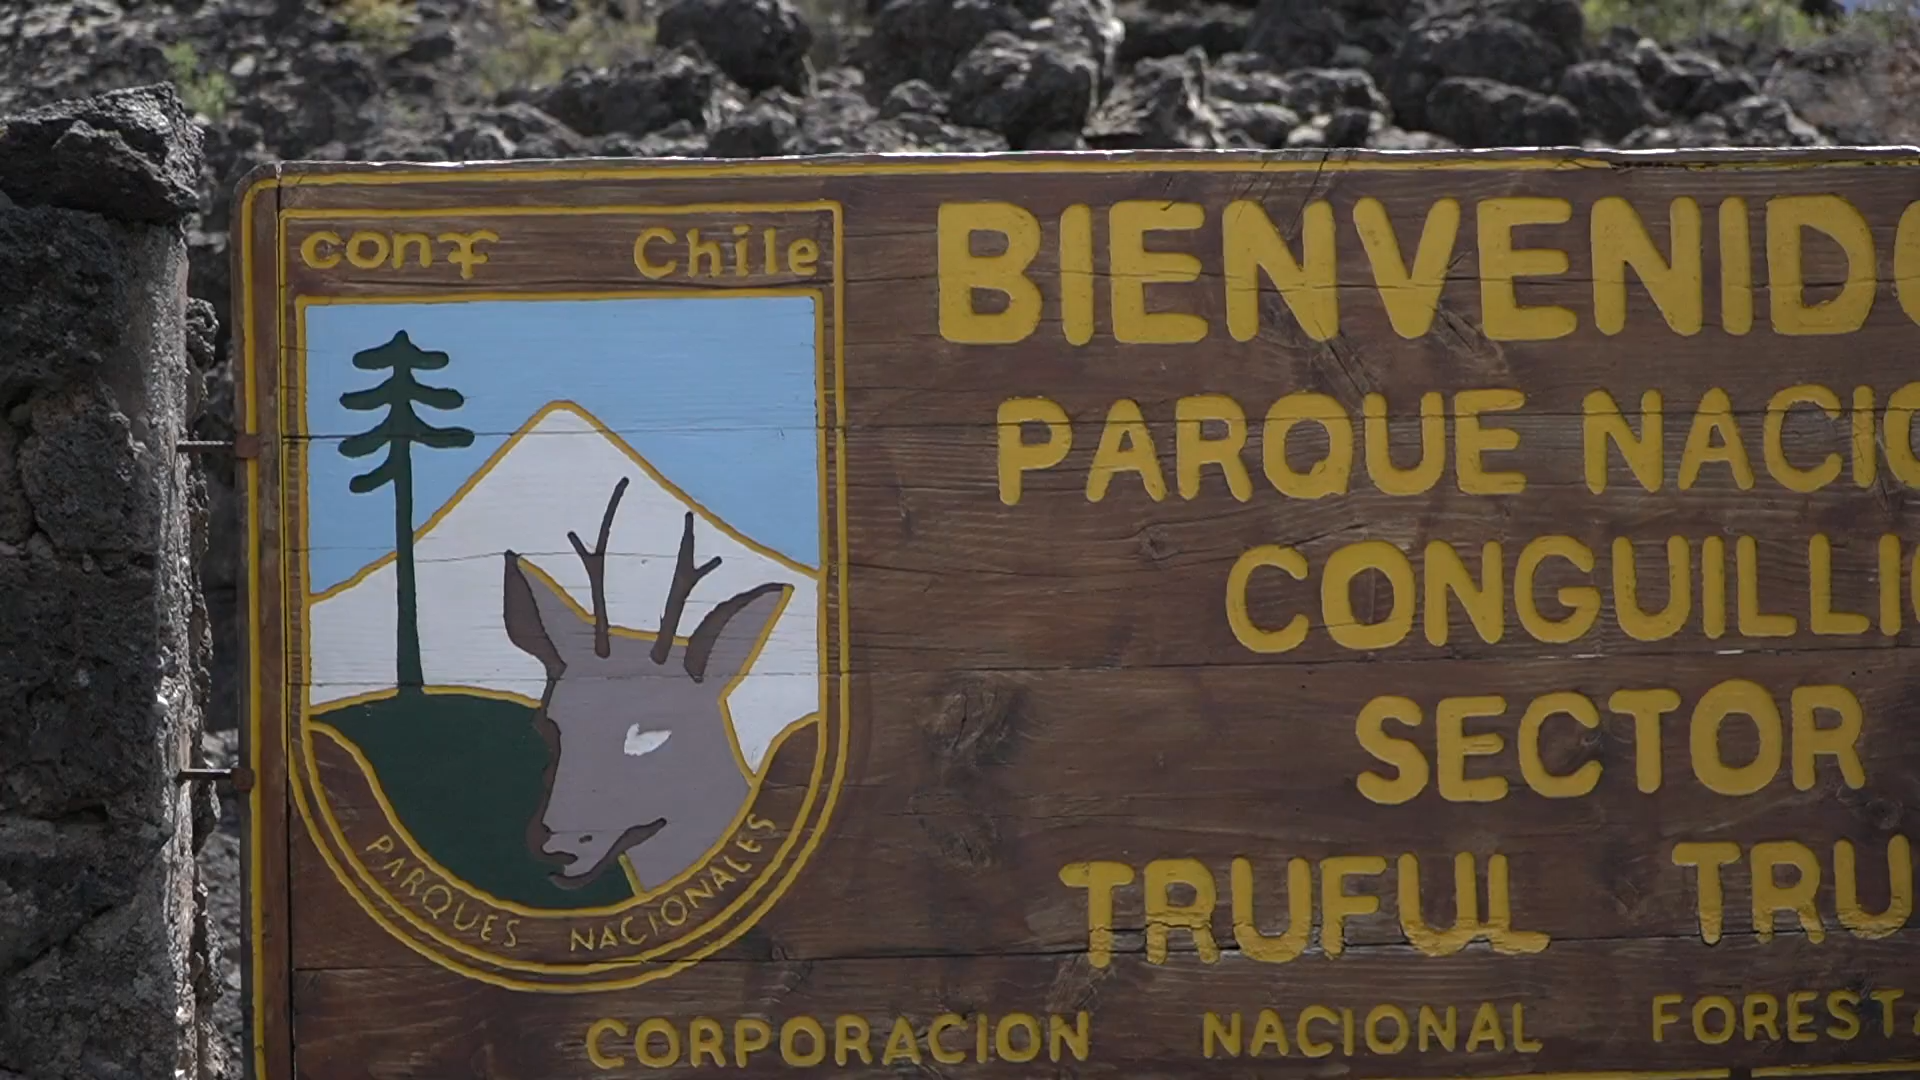 conaf Chile
BIENVENIDO
PARQUE NACIO
CONGUILLIO
SECTOR
TRUFUL TRU
PARQUES NACIONALES
CORPORACION NACIONAL FORESTA